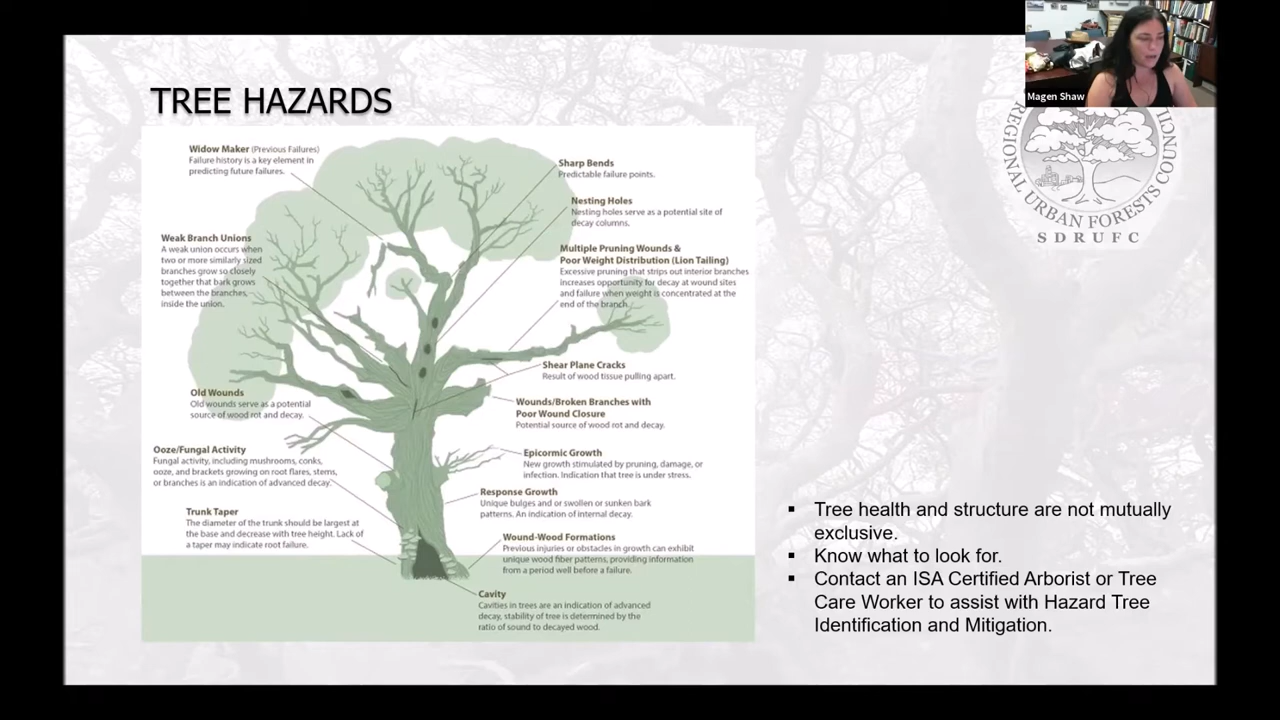 TREE HAZARDS
Magen Shaw
REGIONAL URBAN FORESTS COUNCIL
SDRUFC
Widow Maker (Previous Failures)
Failure history is a key element in
predicting future failures.
Sharp Bends
Predictable failure points.
Nesting Holes
Nesting holes serve as a potential site of
decay columns.
Weak Branch Unions
A weak union occurs when
two or more similarly sized
branches grow so closely
together that bark grows
between the branches,
inside the union.
Multiple Pruning Wounds &
Poor Weight Distribution (Lion Tailing)
Excessive pruning that strips out interior branches
increases opportunity for decay at wound sites
and failure when weight is concentrated at the
end of the branch.
Shear Plane Cracks
Result of wood tissue pulling apart.
Old Wounds
Old wounds serve as a potential
source of wood rot and decay.
Wounds/Broken Branches with
Poor Wound Closure
Potential source of wood rot and decay.
Ooze/Fungal Activity
Fungal activity, including mushrooms, conks,
ooze, and brackets growing on root flares, stems,
or branches is an indication of advanced decay.
Epicormic Growth
New growth stimulated by pruning, damage, or
infection. Indication that tree is under stress.
Response Growth
Unique bulges and or swollen or sunken bark
patterns. An indication of internal decay.
Trunk Taper
The diameter of the trunk should be largest at
the base and decrease with tree height. Lack of
a taper may indicate root failure.
Wound-Wood Formations
Previous injuries or obstacles in growth can exhibit
unique wood fiber patterns, providing information
from a period well before a failure.
Cavity
Cavities in trees are an indication of advanced
decay, stability of tree is determined by the
ratio of sound to decayed wood.
▪ Tree health and structure are not mutually
exclusive.
▪ Know what to look for.
▪ Contact an ISA Certified Arborist or Tree
Care Worker to assist with Hazard Tree
Identification and Mitigation.